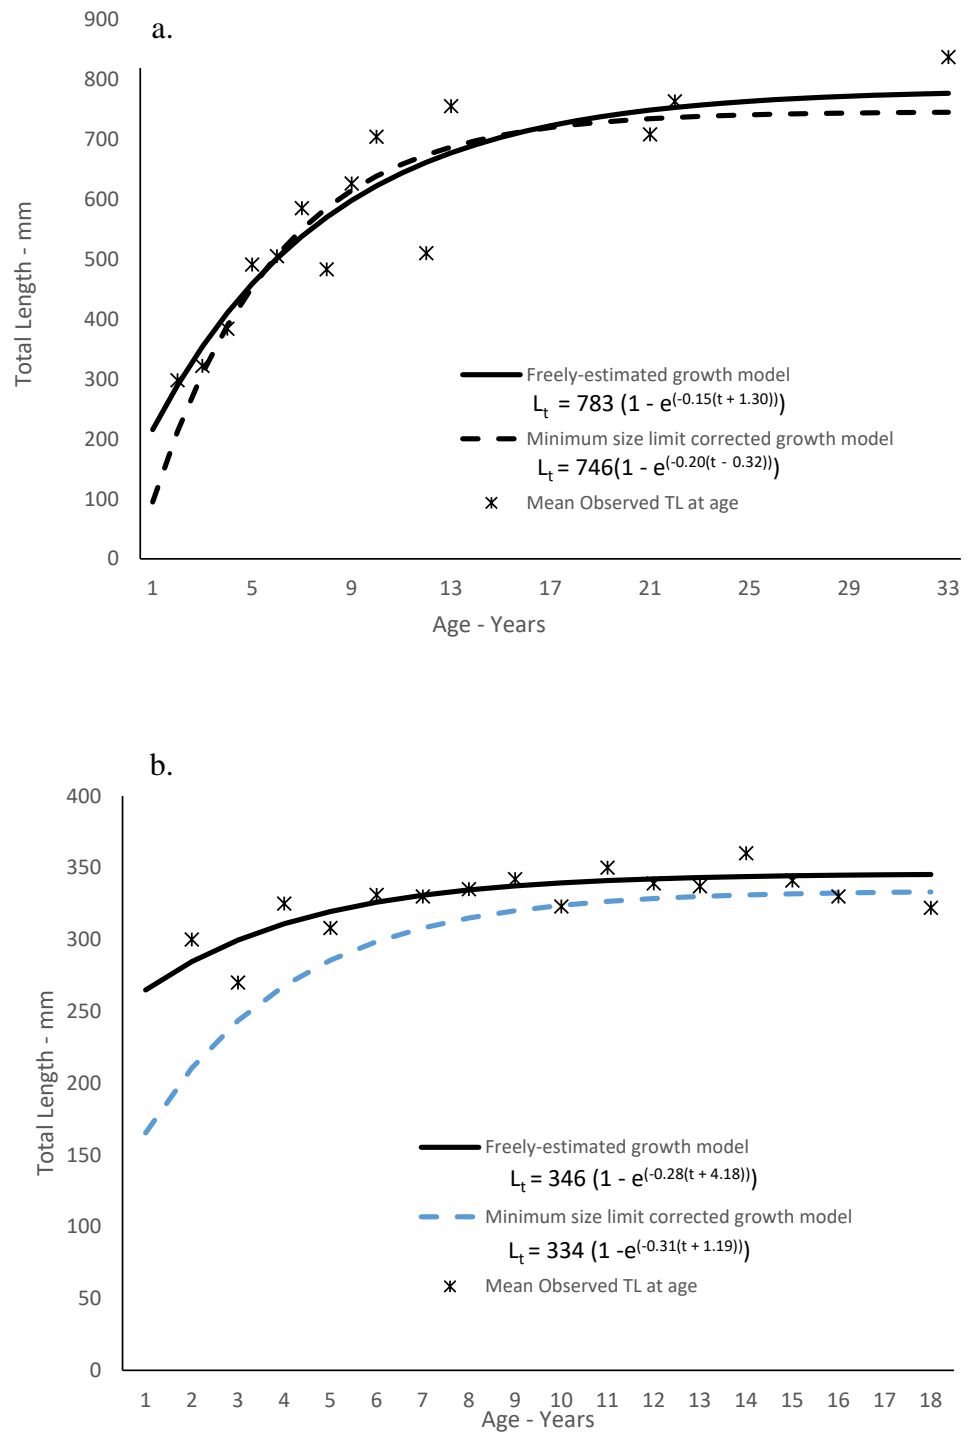 a.
900
800
700
600
500
400
300
200
100
0
Total Length - mm
Freely-estimated growth model
Lt = 783 (1 - e(-0.15(t + 1.30)))
Minimum size limit corrected growth model
Lt = 746(1 - e(-0.20(t - 0.32)))
Mean Observed TL at age
1 5 9 13 17 21 25 29 33
Age - Years
b.
400
350
300
250
200
150
100
50
0
Total Length - mm
Freely-estimated growth model
Lt = 346 (1 - e(-0.28(t + 4.18)))
Minimum size limit corrected growth model
Lt = 334 (1 -e(-0.31(t + 1.19)))
Mean Observed TL at age
1 2 3 4 5 6 7 8 9 10 11 12 13 14 15 16 17 18
Age - Years